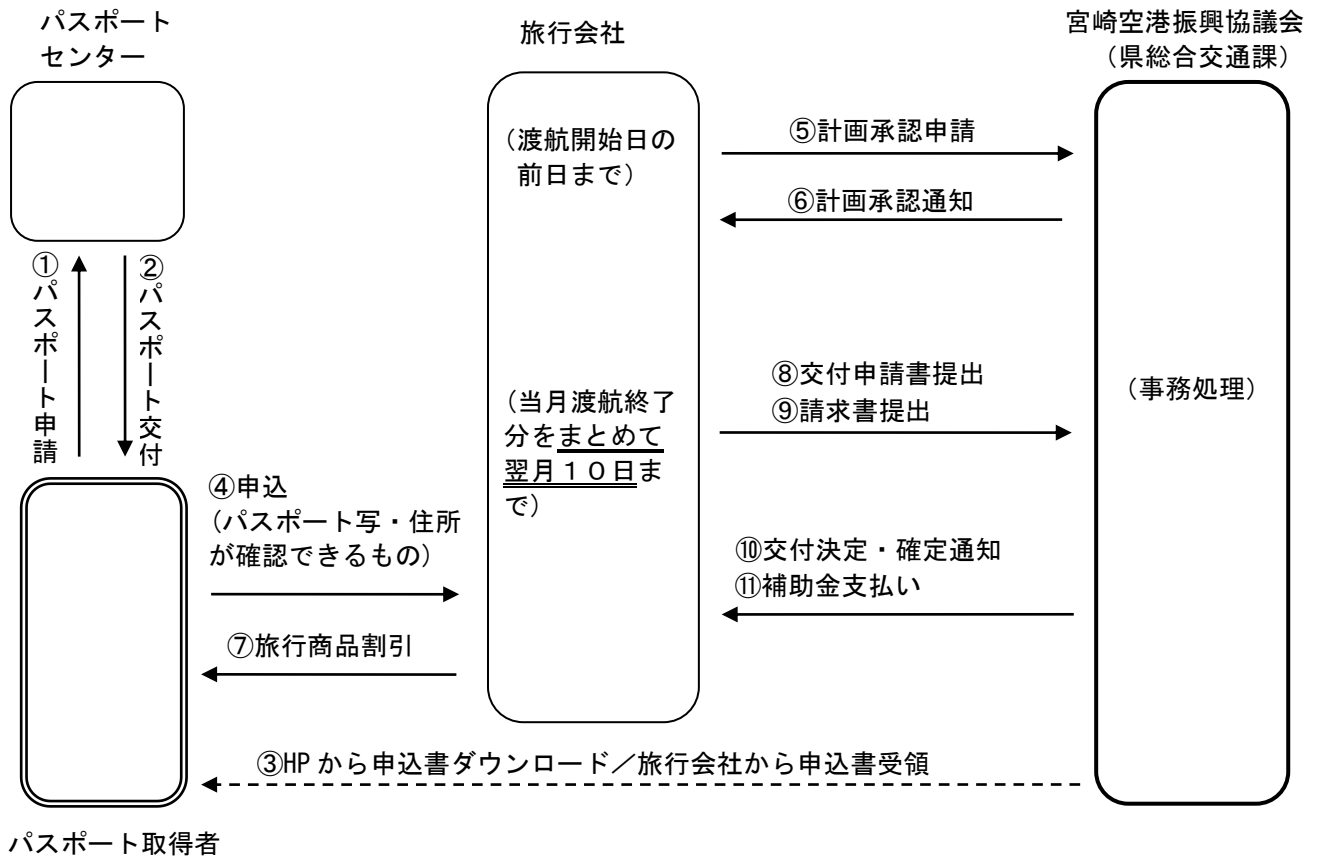 パスポート
センター
旅行会社
宮崎空港振興協議会
（県総合交通課）
（渡航開始日の
前日まで）
⑤計画承認申請
⑥計画承認通知
①パスポート申請
②パスポート交付
（当月渡航終了
分をまとめて
翌月１０日ま
で）
⑧交付申請書提出
⑨請求書提出
（事務処理）
④申込
（パスポート写・住所
が確認できるもの）
⑩交付決定・確定通知
⑪補助金支払い
⑦旅行商品割引
③HPから申込書ダウンロード／旅行会社から申込書受領
パスポート取得者